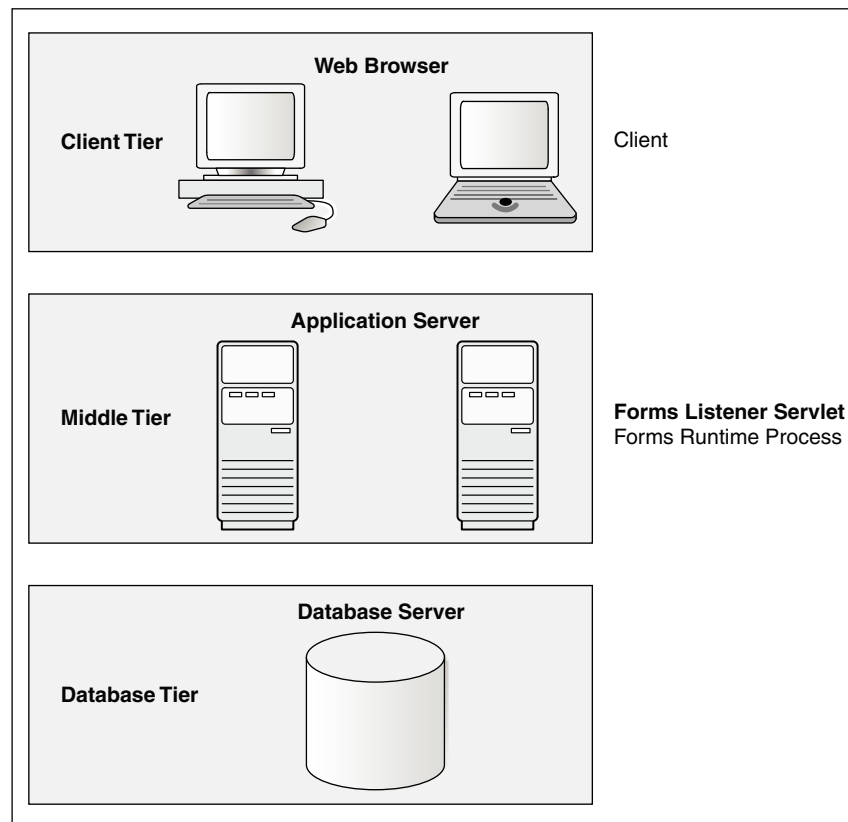 Web Browser
Client Tier
Client
Application Server
Middle Tier
Forms Listener Servlet
Forms Runtime Process
Database Server
Database Tier